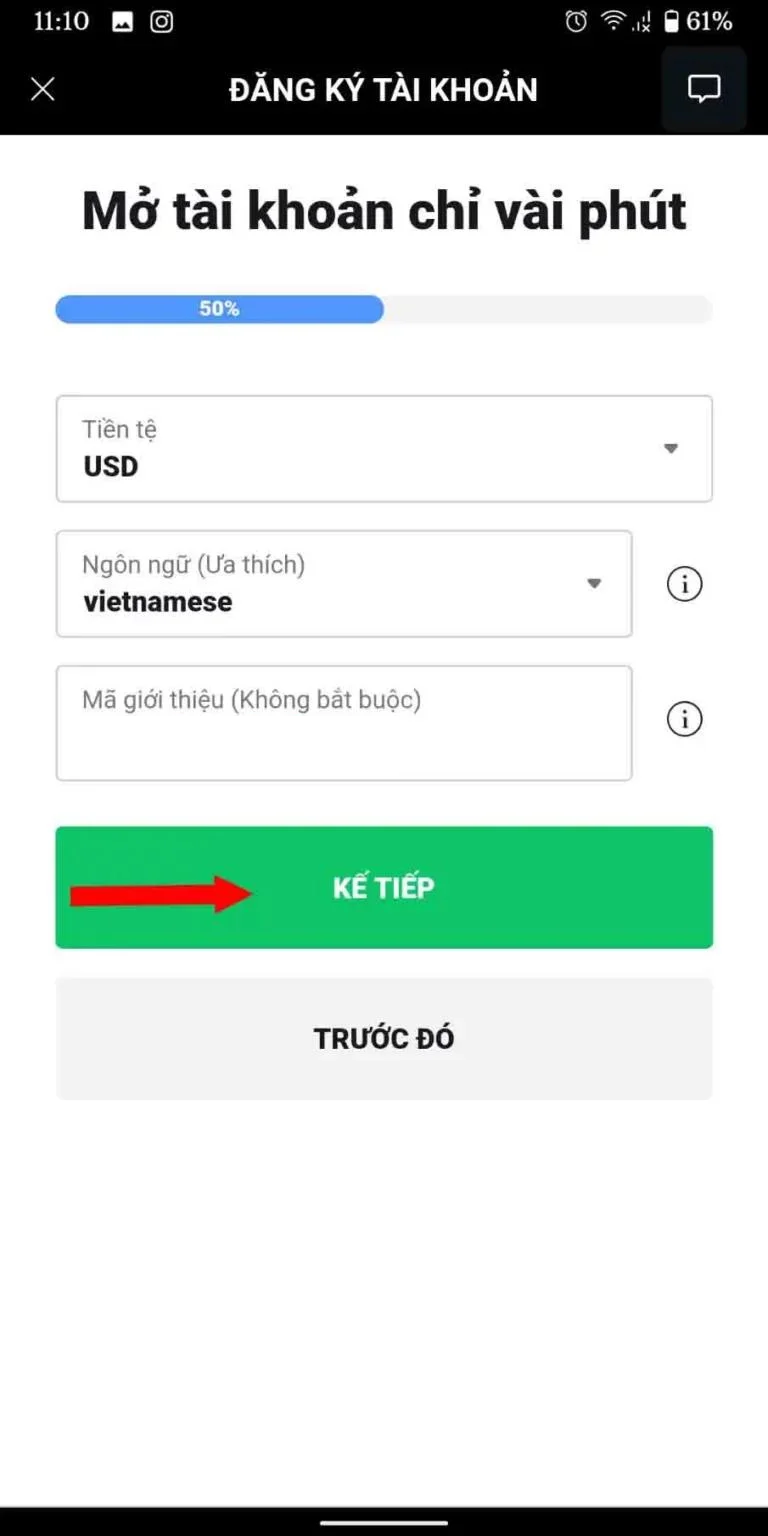 11:10
61%
ĐĂNG KÝ TÀI KHOẢN
Mở tài khoản chỉ vài phút
50%
Tiền tệ
USD
Ngôn ngữ (Ưa thích)
vietnamese
Mã giới thiệu (Không bắt buộc)
KẾ TIẾP
TRƯỚC ĐÓ